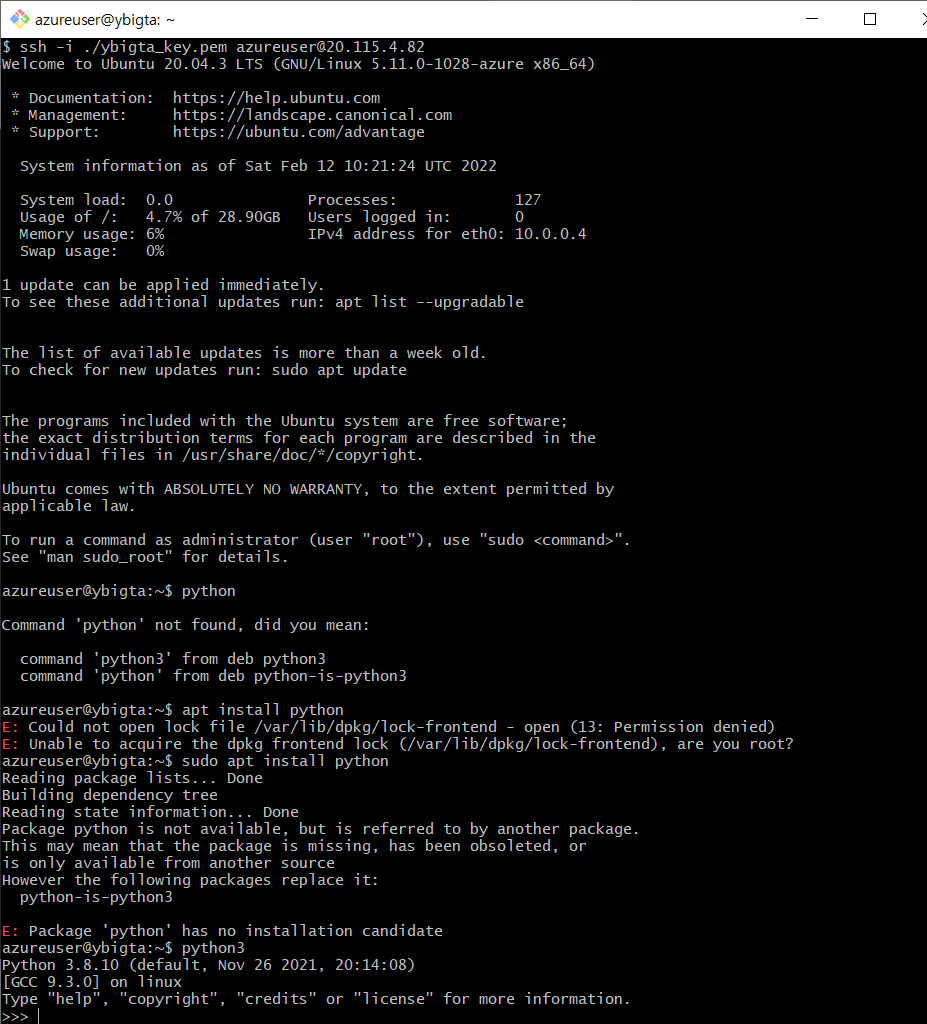 azureuser@ybigta: ~
$ ssh -i ./ybigta_key.pem azureuser@20.115.4.82
Welcome to Ubuntu 20.04.3 LTS (GNU/Linux 5.11.0-1028-azure x86_64)
* Documentation:  https://help.ubuntu.com
* Management:     https://landscape.canonical.com
* Support:        https://ubuntu.com/advantage
System information as of Sat Feb 12 10:21:24 UTC 2022
System load:  0.0               Processes:             127
Usage of /:   4.7% of 28.90GB   Users logged in:       0
Memory usage: 6%                IPv4 address for eth0: 10.0.0.4
Swap usage:   0%
1 update can be applied immediately.
To see these additional updates run: apt list --upgradable
The list of available updates is more than a week old.
To check for new updates run: sudo apt update
The programs included with the Ubuntu system are free software;
the exact distribution terms for each program are described in the
individual files in /usr/share/doc/*/copyright.
Ubuntu comes with ABSOLUTELY NO WARRANTY, to the extent permitted by
applicable law.
To run a command as administrator (user "root"), use "sudo <command>".
See "man sudo_root" for details.
azureuser@ybigta:~$ python
Command 'python' not found, did you mean:
command 'python3' from deb python3
command 'python' from deb python-is-python3
azureuser@ybigta:~$ apt install python
E: Could not open lock file /var/lib/dpkg/lock-frontend - open (13: Permission denied)
E: Unable to acquire the dpkg frontend lock (/var/lib/dpkg/lock-frontend), are you root?
azureuser@ybigta:~$ sudo apt install python
Reading package lists... Done
Building dependency tree
Reading state information... Done
Package python is not available, but is referred to by another package.
This may mean that the package is missing, has been obsoleted, or
is only available from another source
However the following packages replace it:
python-is-python3
E: Package 'python' has no installation candidate
azureuser@ybigta:~$ python3
Python 3.8.10 (default, Nov 26 2021, 20:14:08)
[GCC 9.3.0] on linux
Type "help", "copyright", "credits" or "license" for more information.
>>>